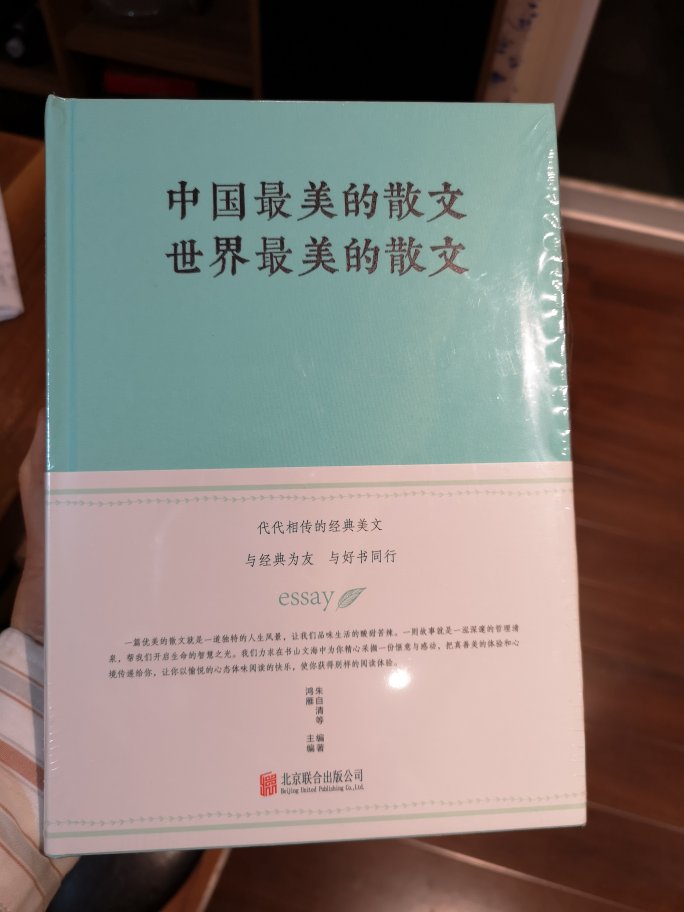 中国最美的散文
世界最美的散文
代代相传的经典美文
与经典为友 与好书同行
essay
一篇优美的散文就是一道独特的人生风景，让我们品味生活的酸甜苦辣。一则故事就是一泓深邃的哲理清
泉，帮我们开启生命的智慧之光。我们力求在书山文海中为你精心采撷一份惬意与感动，把真善美的体验和心
境传递给你，让你以愉悦的心态体味阅读的快乐，使你获得别样的阅读体验。
朱自清等 编著
鸿雁 主编
北京联合出版公司
Beijing United Publishing Co.,Ltd.